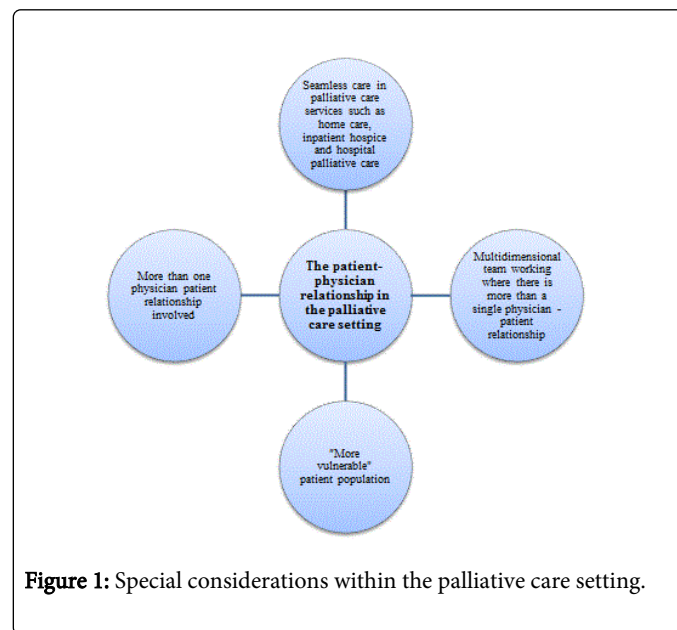 Seamless care in
palliative care
services such as
home care,
inpatient hospice
and hospital
palliative care
More than one
physician patient
relationship
involved
The patient-
physician
relationship in
the palliative
care setting
Multidimensional
team working
where there is
more than a
single physician -
patient
relationship
"More
vulnerable"
patient population
Figure 1: Special considerations within the palliative care setting.